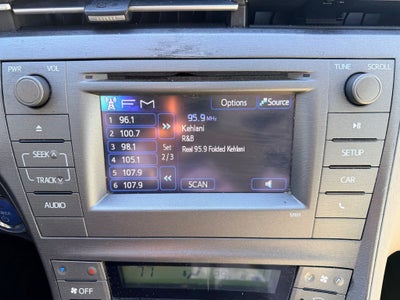 PWR
VOL
TUNE
SCROLL
FM
Options
Source
1 96.1
2 100.7
3 98.1
4 105.1
5 107.9
6 107.9
Set
2/3
95.9 MHz
Kehlani
R&B
Real 95.9 Folded Kehlani
SCAN
SEEK
TRACK
AUDIO
SETUP
CAR
77
OFF